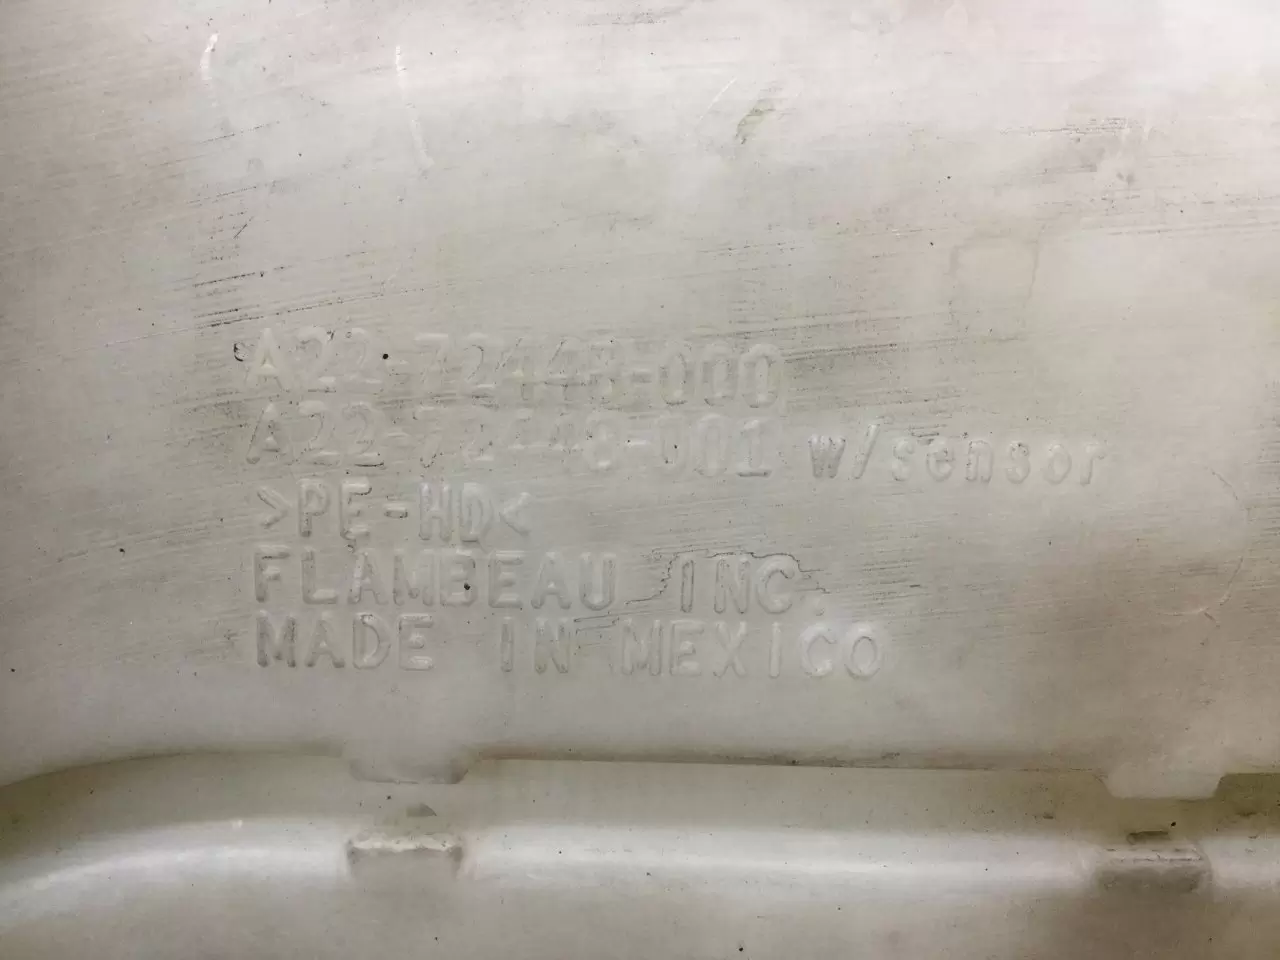 A22-72448-000
A22-72448-001 w/sensor
>PE-HD<
FLAMBEAU INC.
MADE IN MEXICO